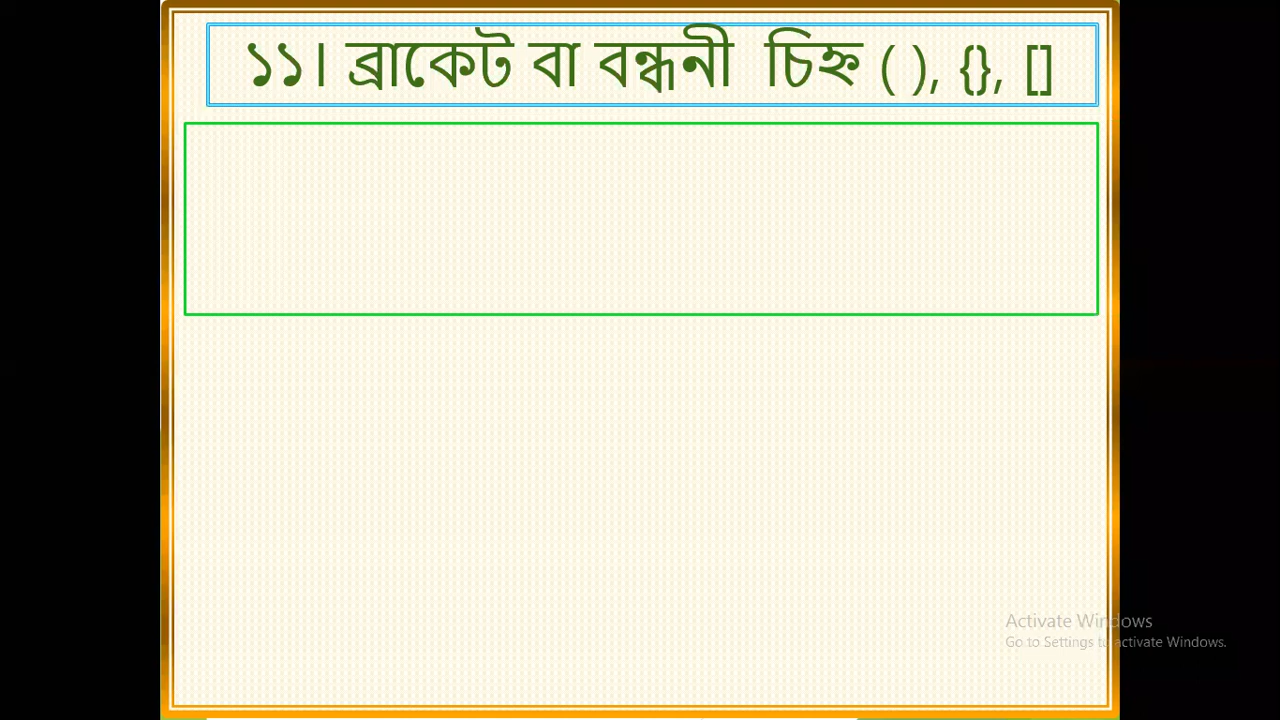 ১১। ব্রাকেট বা বন্ধনী চিহ্ন ( ), {}, []
Activate Windows
Go to Settings to activate Windows.